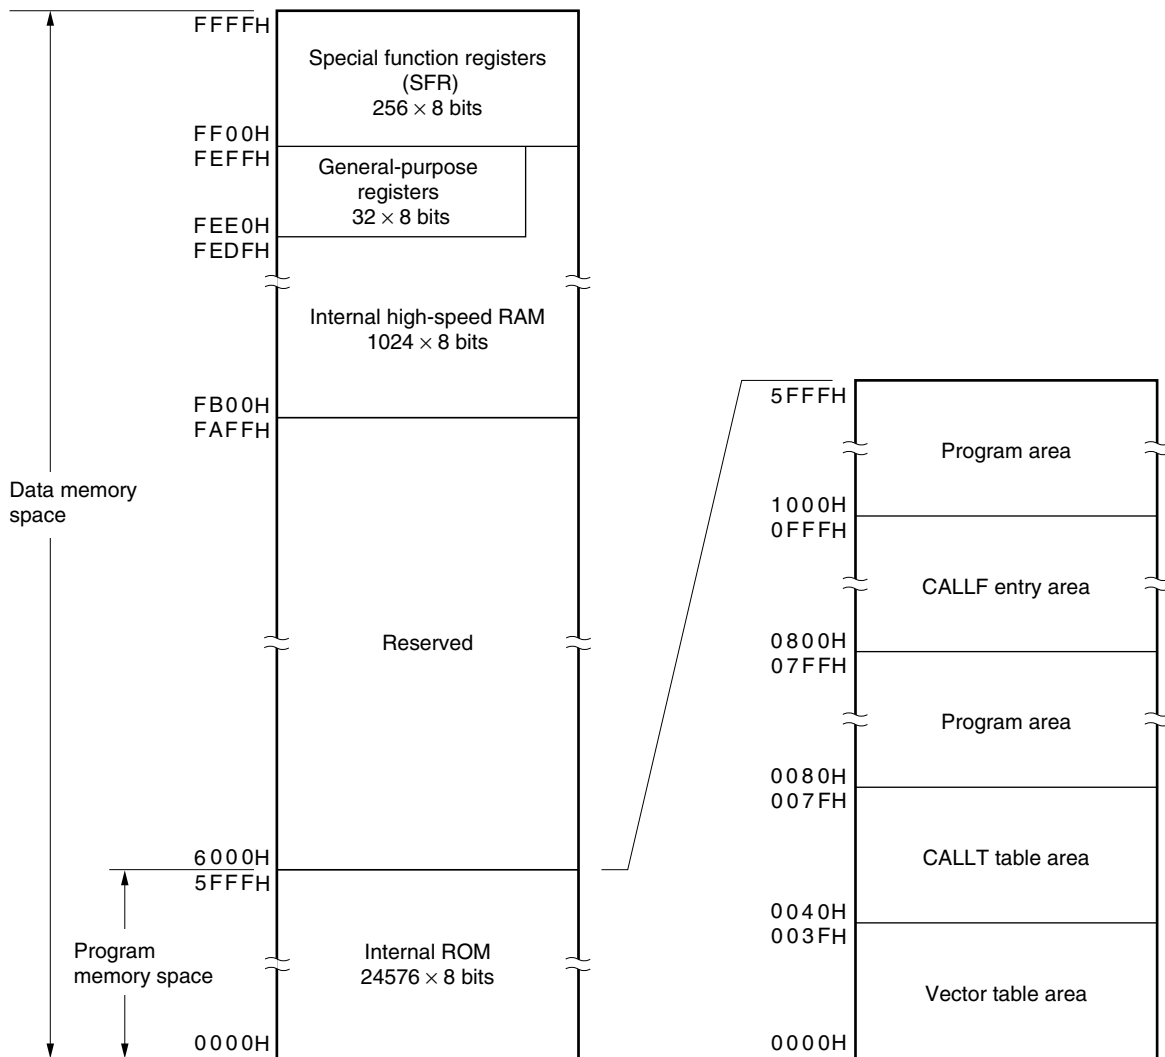 FFFFH
Special function registers
(SFR)
256 × 8 bits
FF00H
FEFFH
General-purpose
registers
32 × 8 bits
FEE0H
FEDFH
Internal high-speed RAM
1024 × 8 bits
FB00H
FAFFH
Data memory
space
Reserved
6000H
5FFFH
Program
memory space
Internal ROM
24576 × 8 bits
0000H
5FFFH
Program area
1000H
0FFFH
CALLF entry area
0800H
07FFH
Program area
0080H
007FH
CALLT table area
0040H
003FH
Vector table area
0000H